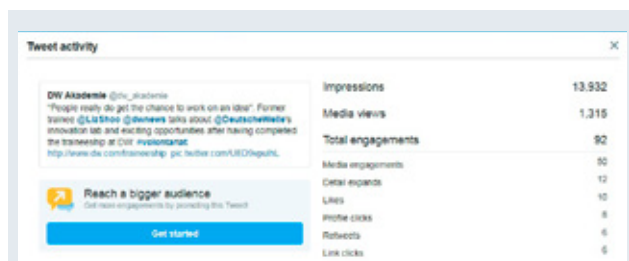 Tweet activity ×
DW Akademie @dw_akademie
"People really do get the chance to work on an idea". Former
trainee @LizShoo @dwnews talks about @DeutscheWelle's
innovation lab and exciting opportunities after having completed
the traineeship at DW. #volontariat
http://www.dw.com/traineeship pic.twitter.com/
Reach a bigger audience
Get more engagements by promoting this Tweet!
Get started
Impressions 13.932
Media views 1.315
Total engagements 92
Media engagements 50
Detail expands 12
Likes 10
Profile clicks 8
Retweets 6
Link clicks 6